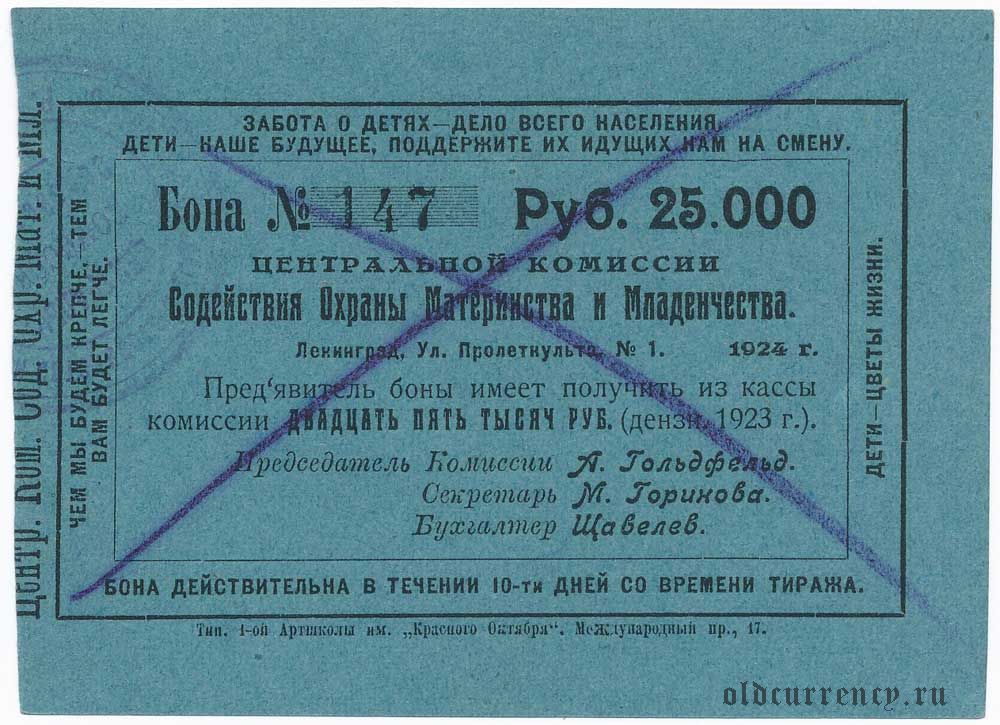 ЗАБОТА О ДЕТЯХ—ДЕЛО ВСЕГО НАСЕЛЕНИЯ,
ДЕТИ—НАШЕ БУДУЩЕЕ, ПОДДЕРЖИТЕ ИХ ИДУЩИХ НАМ НА СМЕНУ.
Центр. Ком. Сод. Охр. Мат. и Мл.
ЧЕМ МЫ БУДЕМ КРЕПЧЕ,—ТЕМ
ВАМ БУДЕТ ЛЕГЧЕ.
Бона № 147 Руб. 25.000
ЦЕНТРАЛЬНОЙ КОМИССИИ
Содействия Охраны Материнства и Младенчества.
Ленинград, Ул. Пролеткульта, № 1. 1924 г.
Пред'явитель боны имеет получить из кассы
комиссии ДВАДЦАТЬ ПЯТЬ ТЫСЯЧ РУБ. (дензн. 1923 г.).
Председатель Комиссии А. Гольдфельд.
Секретарь М. Горинова.
Бухгалтер Щавелев.
ДЕТИ—ЦВЕТЫ ЖИЗНИ.
БОНА ДЕЙСТВИТЕЛЬНА В ТЕЧЕНИИ 10-ти ДНЕЙ СО ВРЕМЕНИ ТИРАЖА.
Тип. 1-ой Артшколы им. „Красного Октября“. Международный пр., 17.
oldcurrency.ru